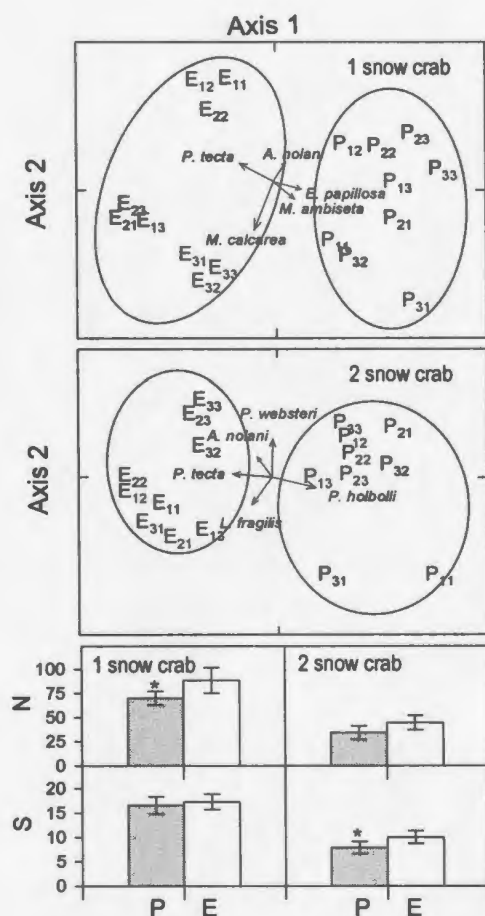 Axis 1
1 snow crab
Axis 2
E12 E11
E22
P. tecta
A. nolani
E. papillosa
M. ambiseta
M. calcarea
E23
E21 E13
E31 E33
E32
P12 P22 P23
P33
P13
P21
P32
P31
2 snow crab
Axis 2
E33
E23
P. websteri
A. nolani
E32
P. tecta
E22
E12 E11
L. fragilis
E31 E21 E13
P33
P12
P21
P22
P13 P23 P32
P. holbolli
P31 P11
1 snow crab
2 snow crab
N
100
75
50
25
0
*
S
20
15
10
5
0
*
P E P E